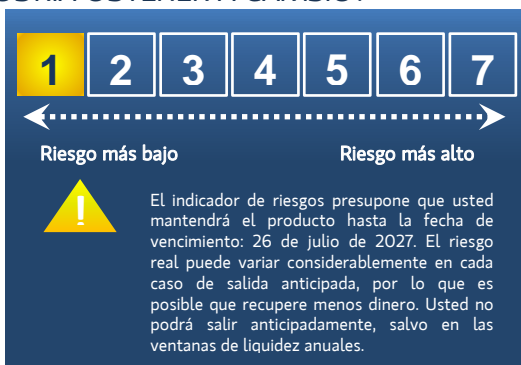 1 2 3 4 5 6 7
Riesgo más bajo Riesgo más alto
!
El indicador de riesgos presupone que usted
mantendrá el producto hasta la fecha de
vencimiento: 26 de julio de 2027. El riesgo
real puede variar considerablemente en cada
caso de salida anticipada, por lo que es
posible que recupere menos dinero. Usted no
podrá salir anticipadamente, salvo en las
ventanas de liquidez anuales.